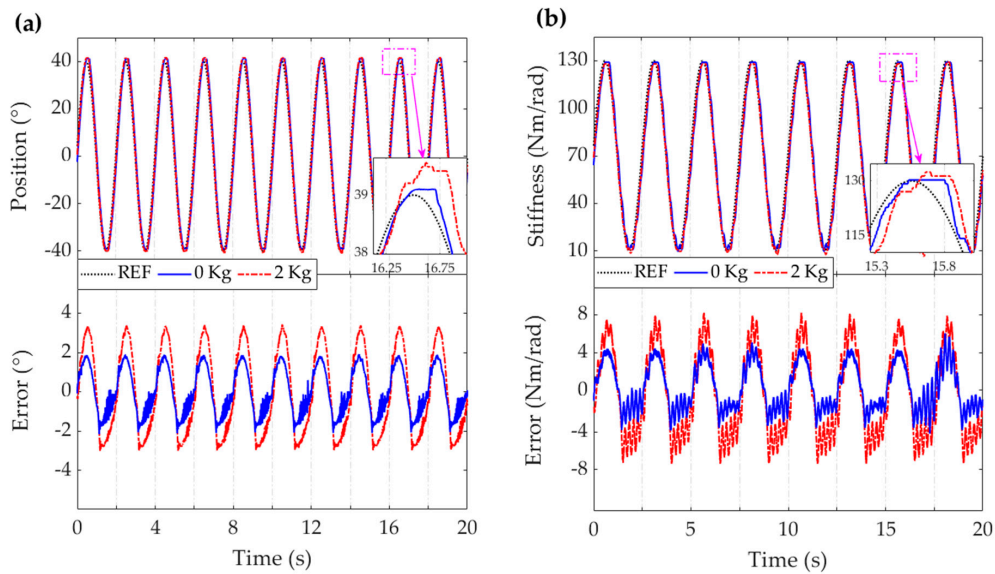 (a)
Position (°)
40
20
0
-20
-40
39
38
16.25 16.75
REF 0 Kg 2 Kg
Error (°)
4
2
0
-2
-4
0 4 8 12 16 20
Time (s)
(b)
Stiffness (Nm/rad)
130
100
70
40
10
130
115
15.3 15.8
REF 0 Kg 2 Kg
Error (Nm/rad)
8
4
0
-4
-8
0 5 10 15 20
Time (s)